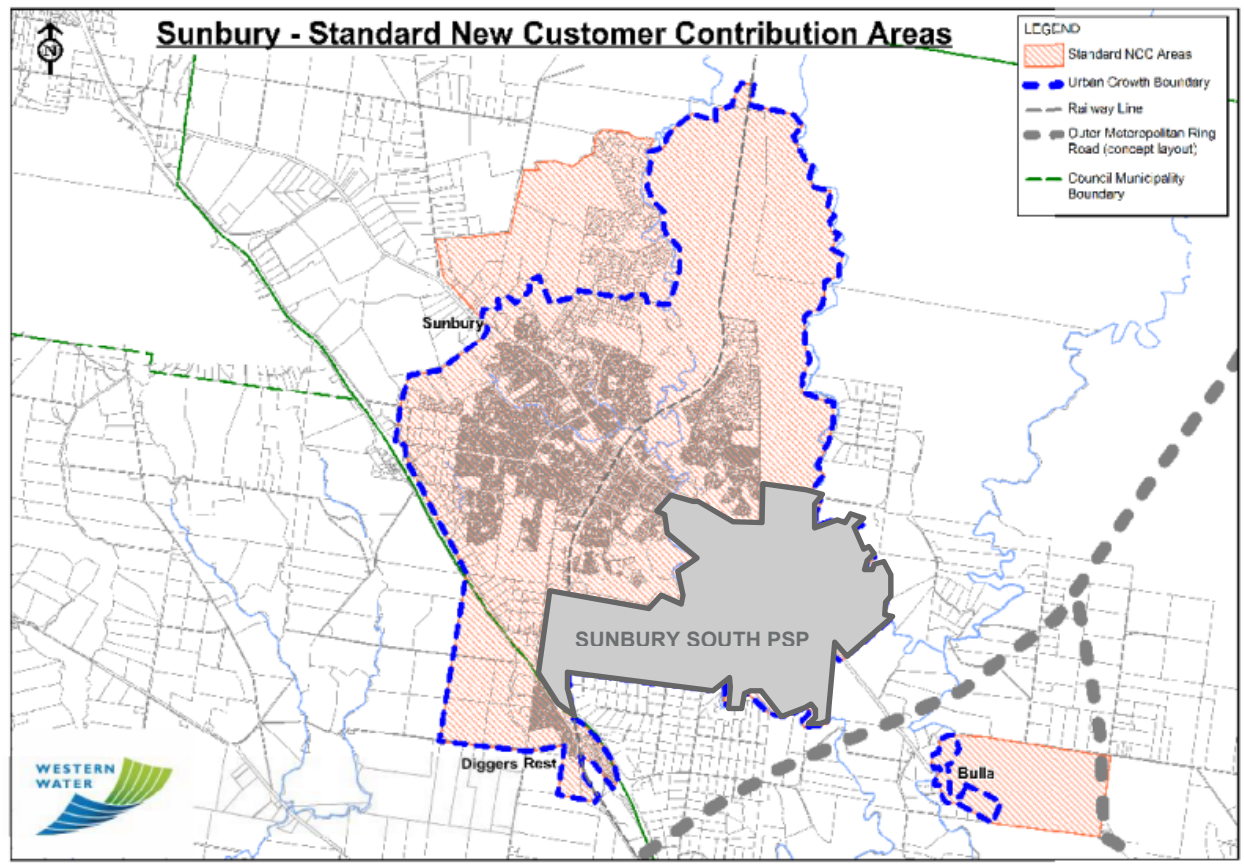 Sunbury - Standard New Customer Contribution Areas
N
LEGEND
Standard NCC Areas
Urban Growth Boundary
Railway Line
Outer Meteropolitan Ring
Road (concept layout)
Council Municipality
Boundary
Sunbury
SUNBURY SOUTH PSP
Diggers Rest
Bulla
WESTERN
WATER